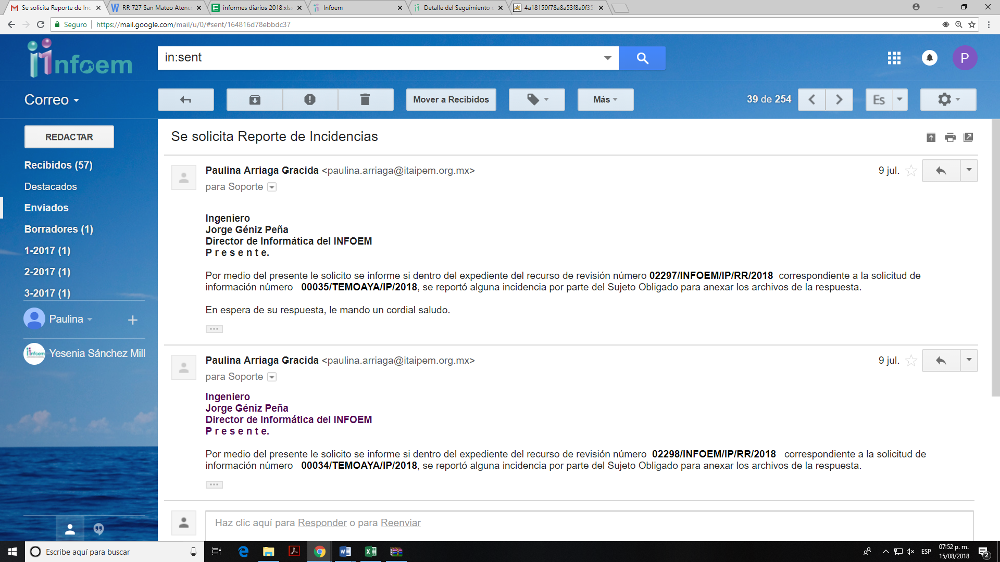 Se solicita Reporte de Inc
RR 727 San Mateo Atenc
informes diarios 2018.xls
Infoem
Detalle del Seguimiento
4a18159f78a8a53f8a9f35
Seguro
https://mail.google.com/mail/u/0/#sent/164816d78ebbdc37
infoem
in:sent
P
Correo
Mover a Recibidos
Más
39 de 254
Es
REDACTAR
Recibidos (57)
Destacados
Enviados
Borradores (1)
1-2017 (1)
2-2017 (1)
3-2017 (1)
Paulina
Yesenia Sánchez Mill
Se solicita Reporte de Incidencias
Paulina Arriaga Gracida <paulina.arriaga@itaipem.org.mx>
9 jul.
para Soporte
Ingeniero
Jorge Géniz Peña
Director de Informática del INFOEM
P r e s e n t e.
Por medio del presente le solicito se informe si dentro del expediente del recurso de revisión número 02297/INFOEM/IP/RR/2018 correspondiente a la solicitud de
información número 00035/TEMOAYA/IP/2018, se reportó alguna incidencia por parte del Sujeto Obligado para anexar los archivos de la respuesta.
En espera de su respuesta, le mando un cordial saludo.
Paulina Arriaga Gracida <paulina.arriaga@itaipem.org.mx>
9 jul.
para Soporte
Ingeniero
Jorge Géniz Peña
Director de Informática del INFOEM
P r e s e n t e.
Por medio del presente le solicito se informe si dentro del expediente del recurso de revisión número 02298/INFOEM/IP/RR/2018 correspondiente a la solicitud de
información número 00034/TEMOAYA/IP/2018, se reportó alguna incidencia por parte del Sujeto Obligado para anexar los archivos de la respuesta.
Haz clic aquí para Responder o para Reenviar
Escribe aquí para buscar
ESP
07:52 p. m.
15/08/2018
2